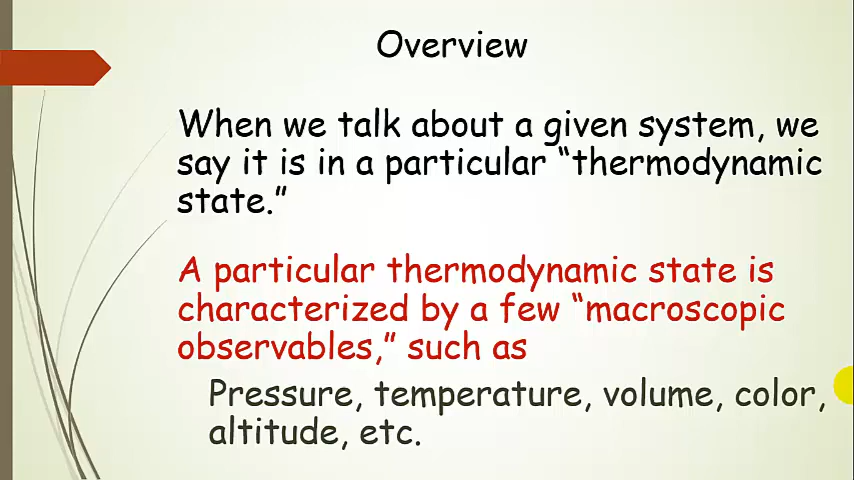 Overview
When we talk about a given system, we
say it is in a particular “thermodynamic
state.”
A particular thermodynamic state is
characterized by a few “macroscopic
observables,” such as
Pressure, temperature, volume, color,
altitude, etc.